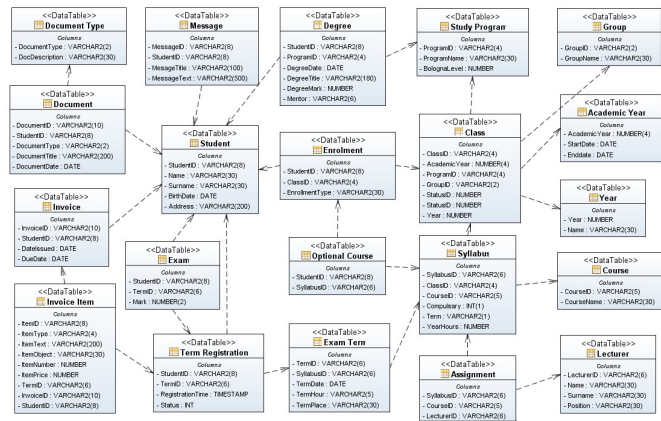 <<DataTable>>
Document Type
Columns
- DocumentType : VARCHAR2(2)
- DocDescription : VARCHAR2(30)
<<DataTable>>
Message
Columns
- MessageID : VARCHAR2(8)
- StudentID : VARCHAR2(8)
- MessageTitle : VARCHAR2(100)
- MessageText : VARCHAR2(500)
<<DataTable>>
Degree
Columns
- StudentID : VARCHAR2(8)
- ProgramID : VARCHAR2(4)
- DegreeDate : DATE
- DegreeTitle : VARCHAR2(180)
- DegreeMark : NUMBER
- Mentor : VARCHAR2(6)
<<DataTable>>
Study Program
Columns
- ProgramID : VARCHAR2(4)
- ProgramName : VARCHAR2(30)
- BolognaLevel : NUMBER
<<DataTable>>
Group
Columns
- GroupID : VARCHAR2(2)
- GroupName : VARCHAR2(30)
<<DataTable>>
Document
Columns
- DocumentID : VARCHAR2(10)
- StudentID : VARCHAR2(8)
- DocumentType : VARCHAR2(2)
- DocumentTitle : VARCHAR2(200)
- DocumentDate : DATE
<<DataTable>>
Student
Columns
- StudentID : VARCHAR2(8)
- Name : VARCHAR2(30)
- Surname : VARCHAR2(30)
- BirthDate : DATE
- Address : VARCHAR2(200)
<<DataTable>>
Enrolment
Columns
- StudentID : VARCHAR2(8)
- ClassID : VARCHAR2(4)
- EnrollmentType : VARCHAR2(30)
<<DataTable>>
Class
Columns
- ClassID : VARCHAR2(4)
- AcademicYear : NUMBER(4)
- ProgramID : VARCHAR2(4)
- GroupID : VARCHAR2(2)
- StatusID : NUMBER
- StatusID : NUMBER
- Year : NUMBER
<<DataTable>>
Academic Year
Columns
- AcademicYear : NUMBER(4)
- StartDate : DATE
- Enddate : DATE
<<DataTable>>
Year
Columns
- Year : NUMBER
- Name : VARCHAR2(30)
<<DataTable>>
Invoice
Columns
- InvoiceID : VARCHAR2(10)
- StudentID : VARCHAR2(8)
- DateIssued : DATE
- DueDate : DATE
<<DataTable>>
Exam
Columns
- StudentID : VARCHAR2(8)
- TermID : VARCHAR2(6)
- Mark : NUMBER(2)
<<DataTable>>
Optional Course
Columns
- StudentID : VARCHAR2(8)
- SyllabusID : VARCHAR2(6)
<<DataTable>>
Syllabus
Columns
- SyllabusID : VARCHAR2(6)
- ClassID : VARCHAR2(4)
- CourseID : VARCHAR2(5)
- Compulsary : INT(1)
- Term : VARCHAR2(1)
- YearHours : NUMBER
<<DataTable>>
Course
Columns
- CourseID : VARCHAR2(5)
- CourseName : VARCHAR2(30)
<<DataTable>>
Invoice Item
Columns
- ItemID : VARCHAR2(8)
- ItemType : VARCHAR2(4)
- ItemText : VARCHAR2(200)
- ItemObject : VARCHAR2(30)
- ItemNumber : NUMBER
- ItemPrice : NUMBER
- TermID : VARCHAR2(6)
- InvoiceID : VARCHAR2(10)
- StudentID : VARCHAR2(8)
<<DataTable>>
Term Registration
Columns
- StudentID : VARCHAR2(8)
- TermID : VARCHAR2(6)
- RegistrationTime : TIMESTAMP
- Status : INT
<<DataTable>>
Exam Term
Columns
- TermID : VARCHAR2(6)
- SyllabusID : VARCHAR2(6)
- TermDate : DATE
- TermHour : VARCHAR2(5)
- TermPlace : VARCHAR2(30)
<<DataTable>>
Assignment
Columns
- SyllabusID : VARCHAR2(6)
- CourseID : VARCHAR2(5)
- LecturerID : VARCHAR2(6)
<<DataTable>>
Lecturer
Columns
- LecturerID : VARCHAR2(6)
- Name : VARCHAR2(30)
- Surname : VARCHAR2(30)
- Position : VARCHAR2(30)